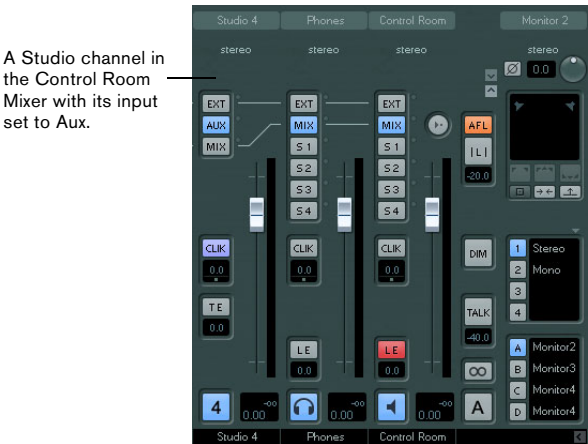 A Studio channel in
the Control Room
Mixer with its input
set to Aux.
Studio 4 Phones Control Room Monitor 2
stereo stereo stereo stereo
0.0
EXT EXT EXT
AUX MIX MIX AFL
MIX S 1 S 1 ILI
S 2 S 2 -20.0
S 3 S 3
S 4 S 4
CLIK CLIK CLIK DIM 1 Stereo
0.0 0.0 0.0 2 Mono
3
TE TALK 4
0.0 -40.0
LE LE A Monitor2
0.0 0.0 B Monitor3
C Monitor4
4 -oo 0.00 -oo 0.00 -oo 0.00 A D Monitor4
Studio 4 Phones Control Room